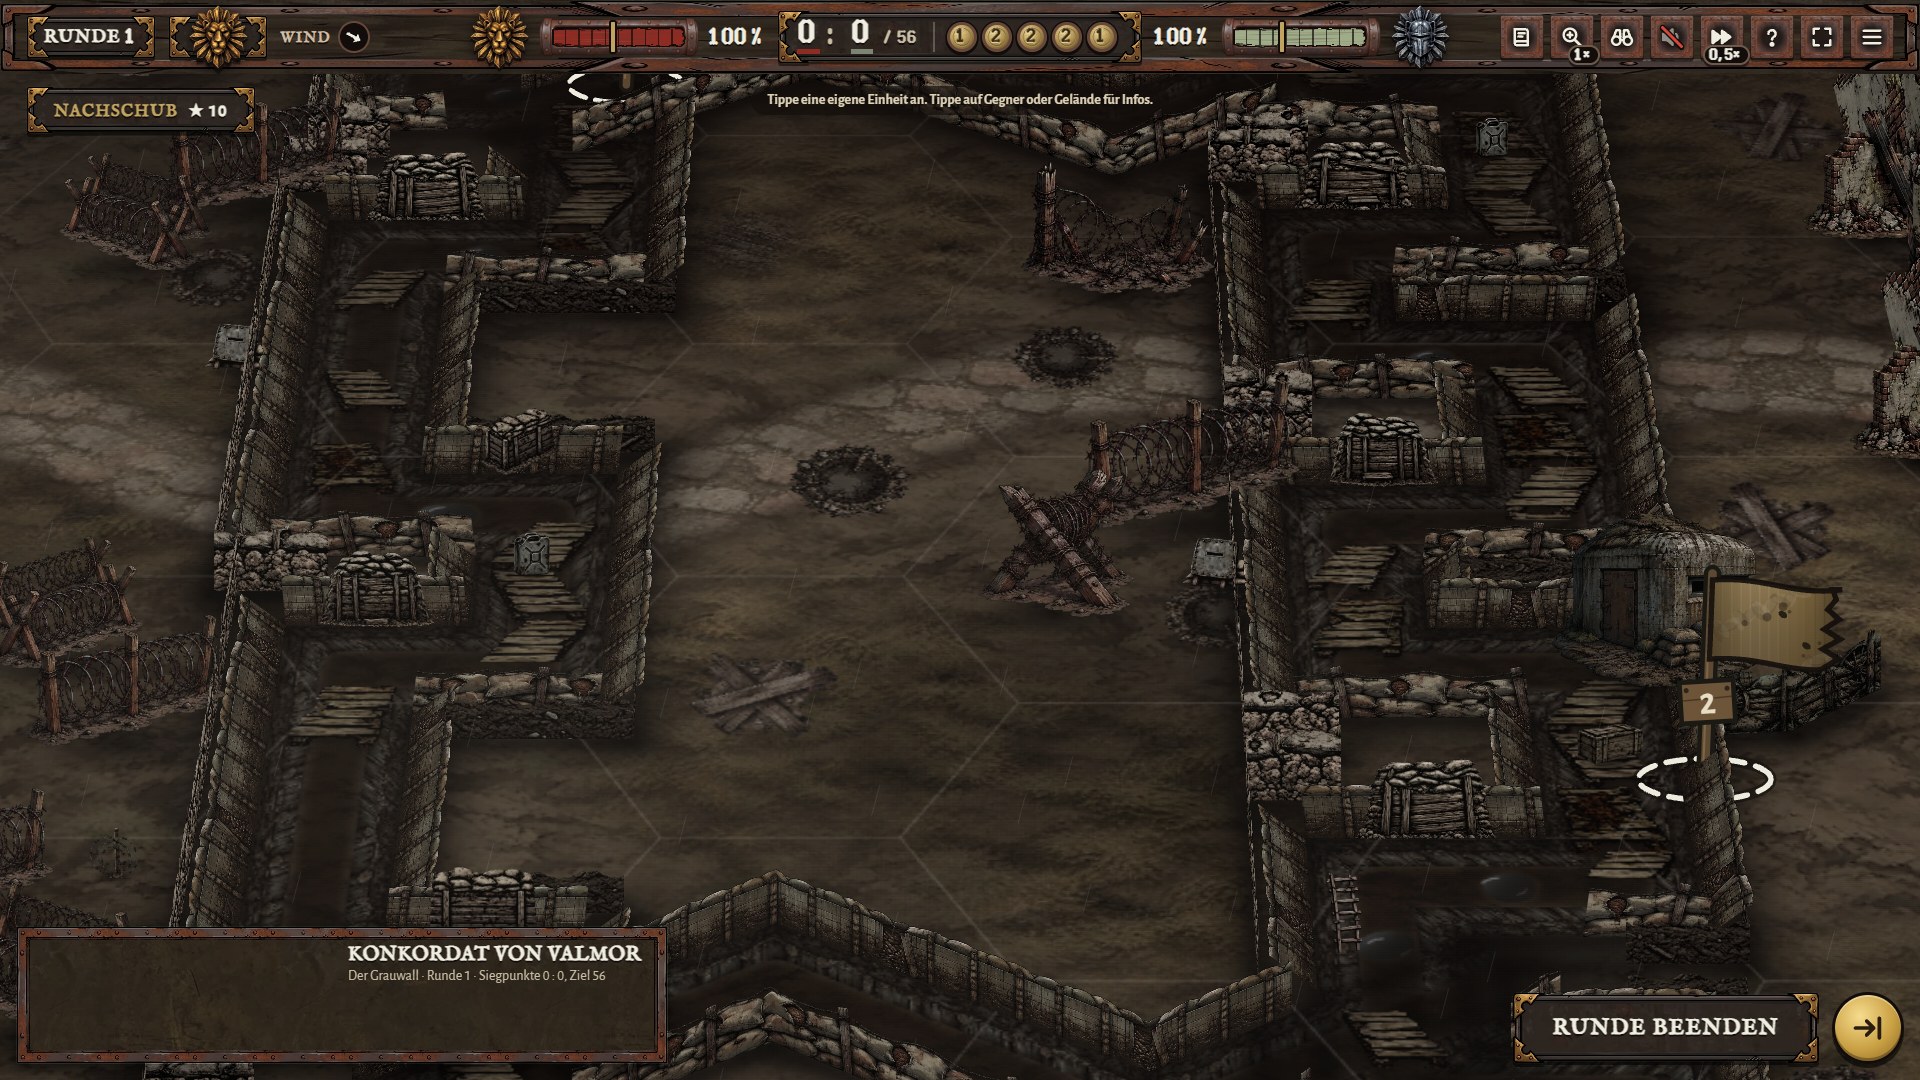 RUNDE 1
WIND
100%
0 : 0 / 56
1 2 2 2 1
100%
1×
0,5×
?
NACHSCHUB ★ 10
Tippe eine eigene Einheit an. Tippe auf Gegner oder Gelände für Infos.
2
KONKORDAT VON VALMOR
Der Grauwall · Runde 1 · Siegpunkte 0 : 0, Ziel 56
RUNDE BEENDEN